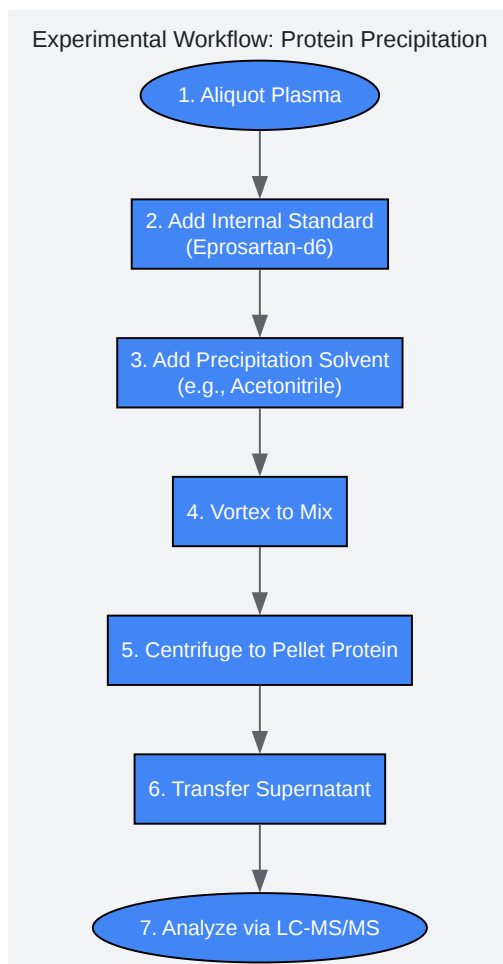 Experimental Workflow: Protein Precipitation
1. Aliquot Plasma
2. Add Internal Standard
(Eprosartan-d6)
3. Add Precipitation Solvent
(e.g., Acetonitrile)
4. Vortex to Mix
5. Centrifuge to Pellet Protein
6. Transfer Supernatant
7. Analyze via LC-MS/MS